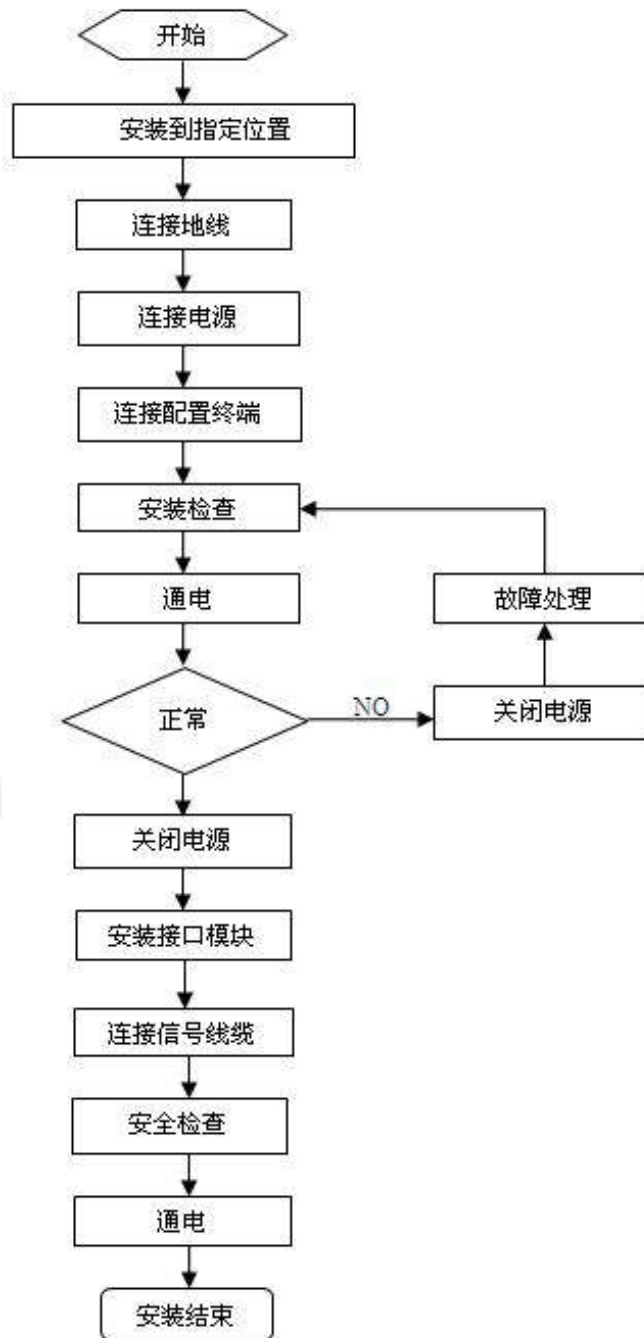 开始
安装到指定位置
连接地线
连接电源
连接配置终端
安装检查
通电
故障处理
正常
NO
关闭电源
关闭电源
安装接口模块
连接信号线缆
安全检查
通电
安装结束